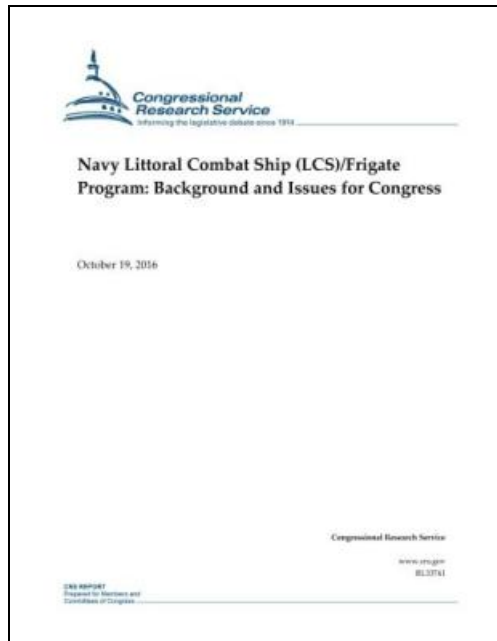 Congressional
Research Service
Informing the legislative debate since 1914
Navy Littoral Combat Ship (LCS)/Frigate
Program: Background and Issues for Congress
October 19, 2016
Congressional Research Service
www.crs.gov
RL33741
CRS REPORT
Prepared for Members and
Committees of Congress